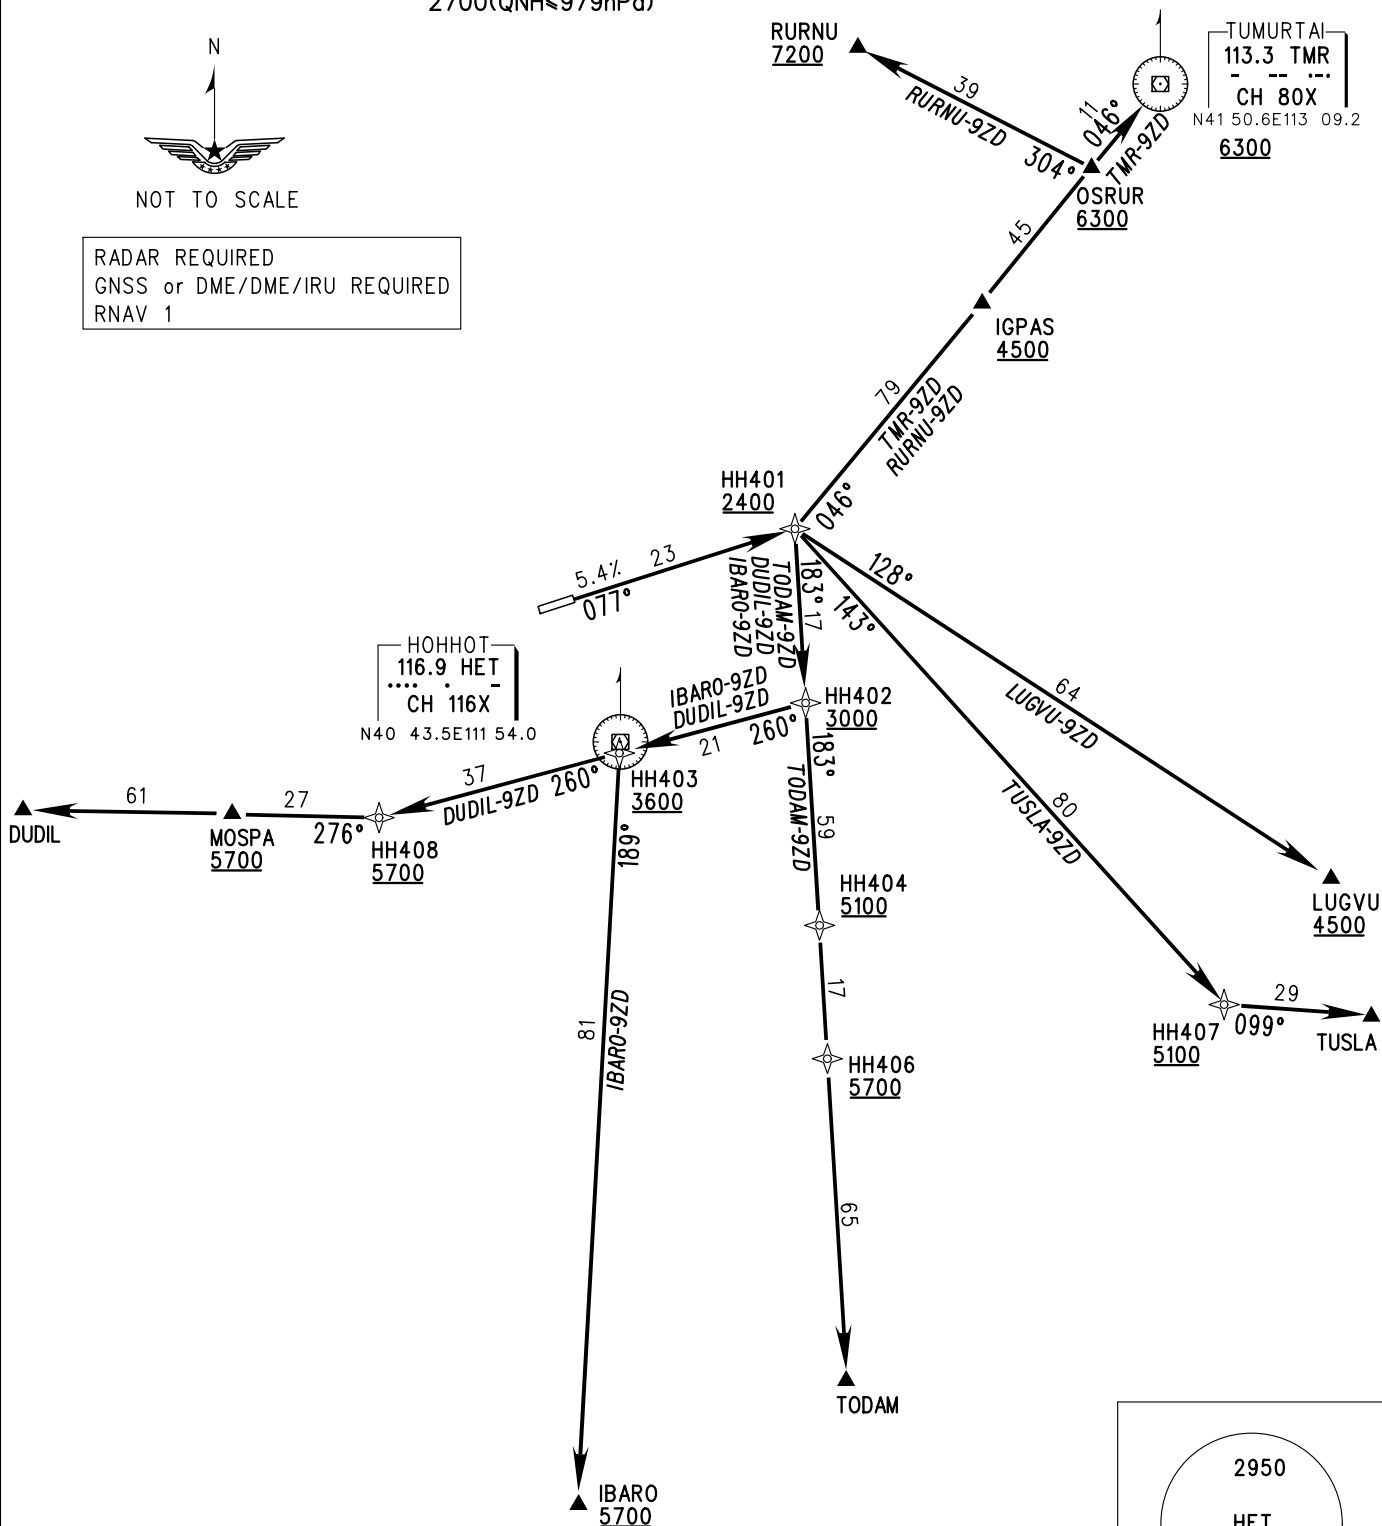 2700(QNH≤979hPa)
N
NOT TO SCALE
RADAR REQUIRED
GNSS or DME/DME/IRU REQUIRED
RNAV 1
RURNU
7200
39
RURNU-9ZD
304°
11
046°
TMR-9ZD
TUMURTAI
113.3 TMR
CH 80X
N41 50.6E113 09.2
6300
OSRUR
6300
45
IGPAS
4500
79
TMR-9ZD
RURNU-9ZD
046°
HH401
2400
5.4% 23
077°
183° 17
TODAM-9ZD
DUDIL-9ZD
IBARO-9ZD
128°
143°
64
LUGVU-9ZD
80
TUSLA-9ZD
HOHHOT
116.9 HET
CH 116X
N40 43.5E111 54.0
IBARO-9ZD
DUDIL-9ZD
21
260°
HH402
3000
183°
TODAM-9ZD
59
HH403
3600
37
DUDIL-9ZD 260°
61
27
276°
DUDIL
MOSPA
5700
HH408
5700
189°
HH404
5100
LUGVU
4500
17
81
IBARO-9ZD
29
099°
HH407
5100
TUSLA
HH406
5700
65
TODAM
IBARO
5700
2950
HET